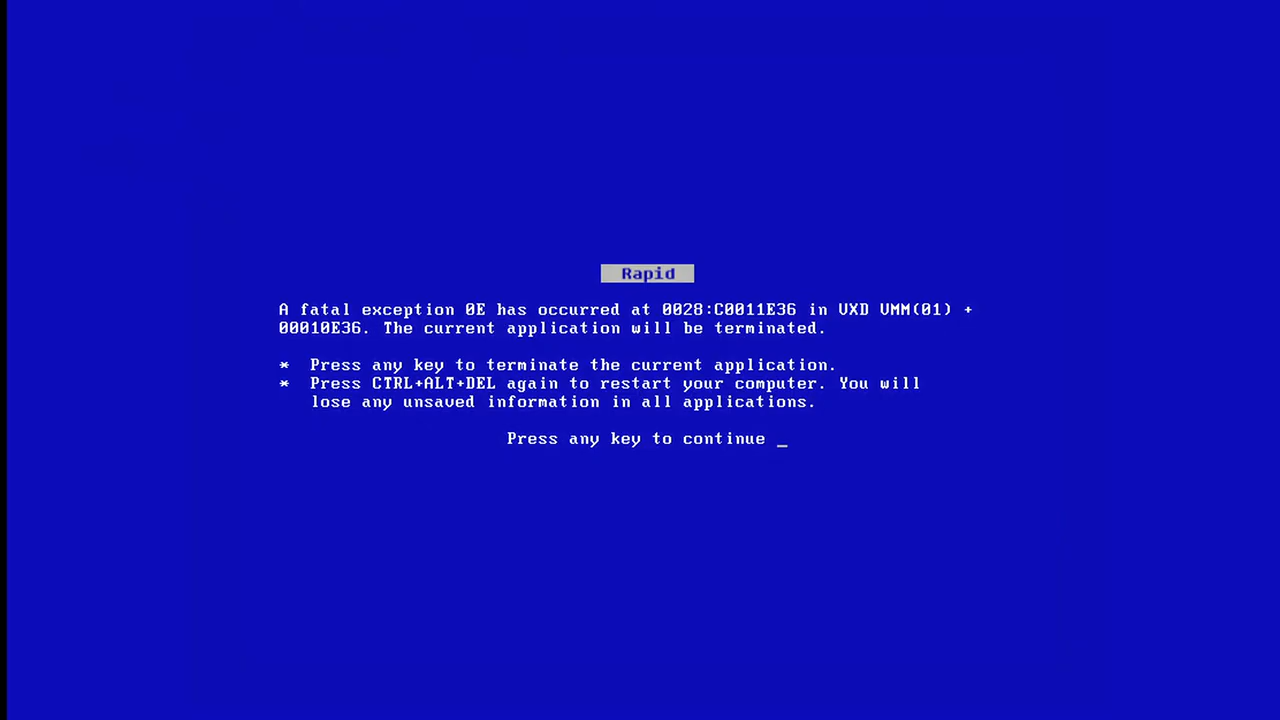 Rapid
A fatal exception 0E has occurred at 0028:C0011E36 in VXD VMM(01) +
00010E36. The current application will be terminated.
* Press any key to terminate the current application.
* Press CTRL+ALT+DEL again to restart your computer. You will
lose any unsaved information in all applications.
Press any key to continue _